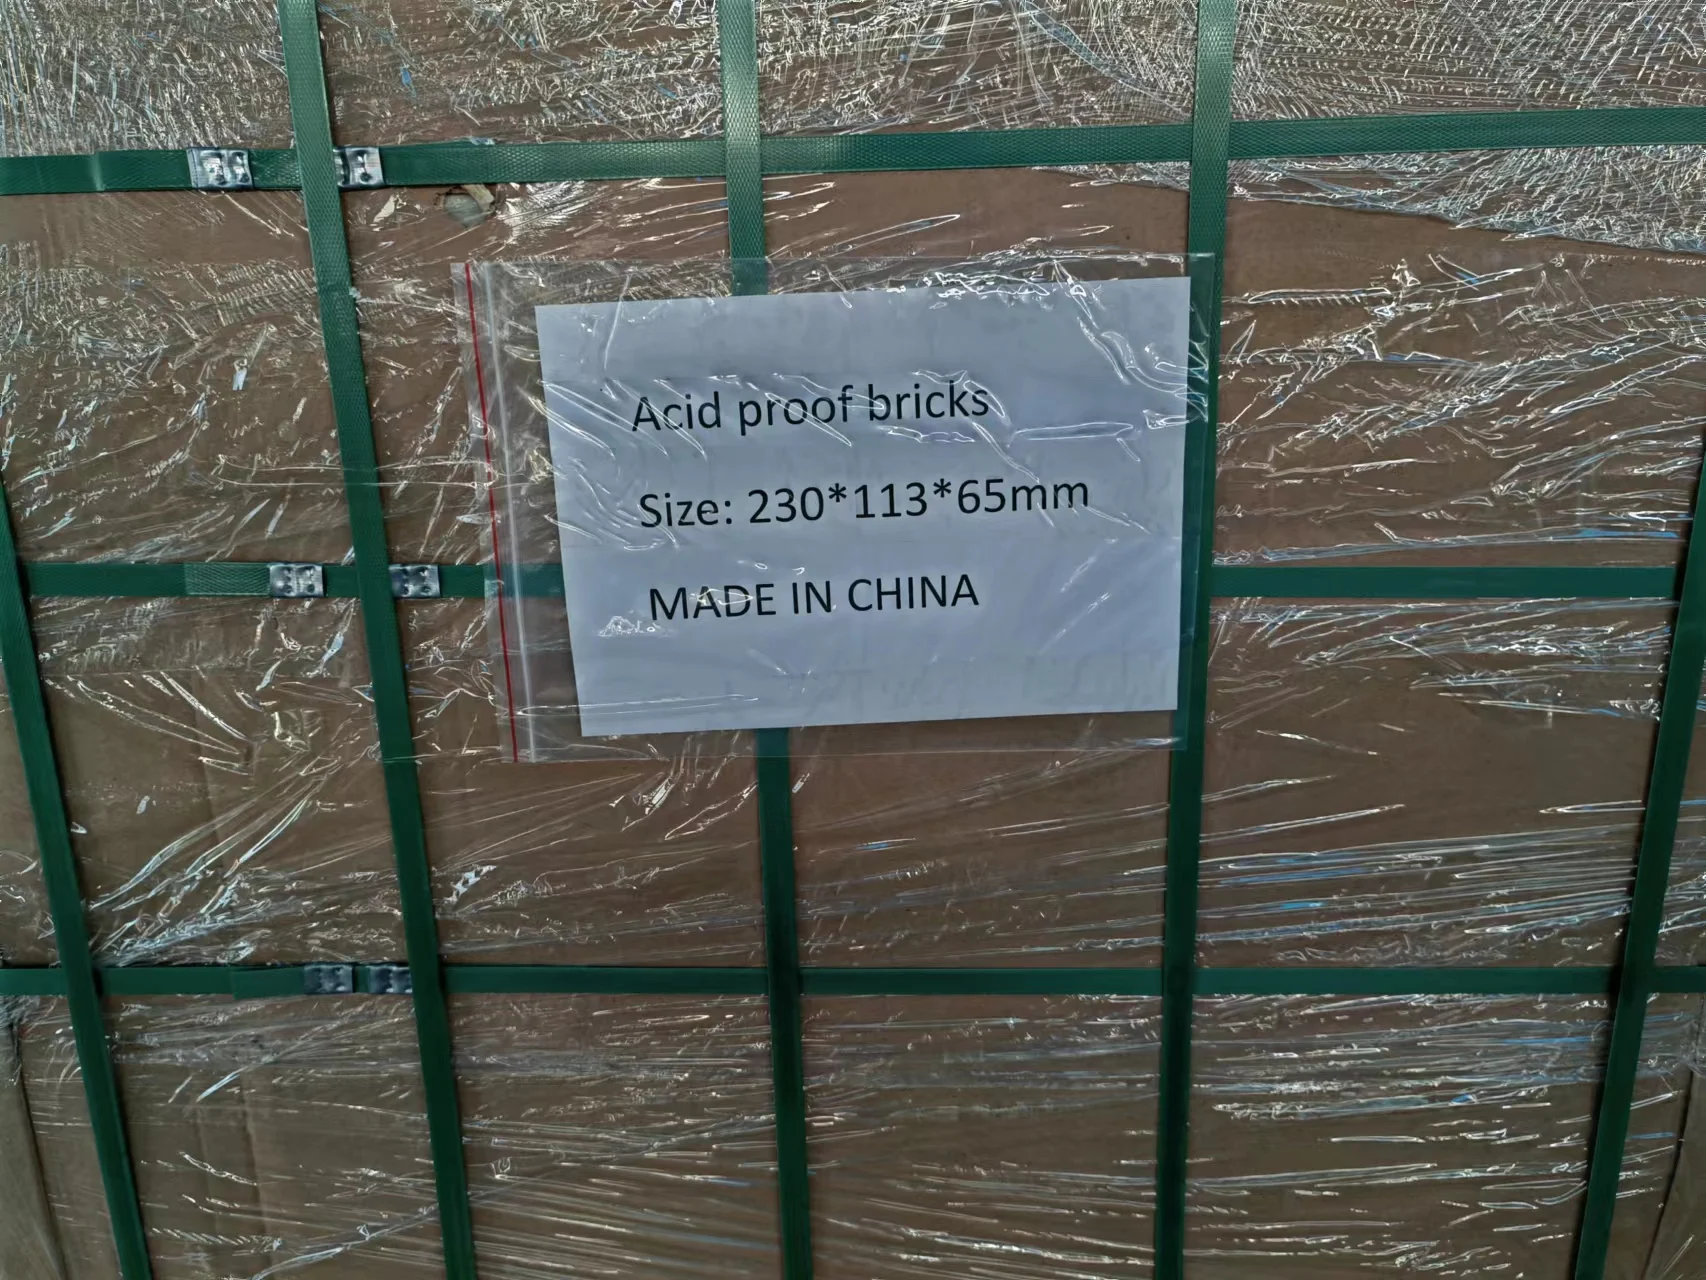 Acid proof bricks
Size: 230*113*65mm
MADE IN CHINA